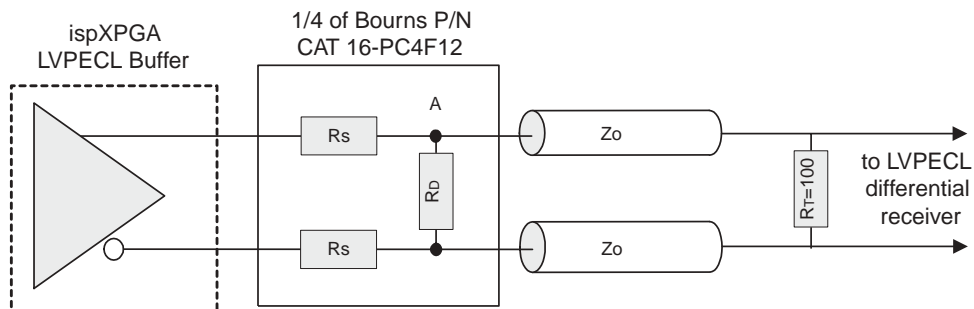 ispXPGA
LVPECL Buffer
1/4 of Bourns P/N
CAT 16-PC4F12
A
Rs
RD
Rs
Zo
Zo
RT=100
to LVPECL
differential
receiver